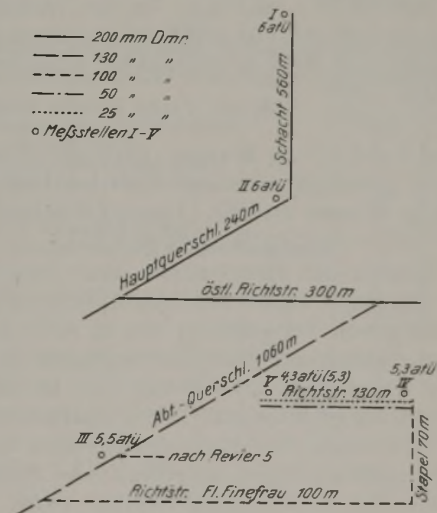 200 mm Dmr.
130 " "
100 " "
50 " "
25 " "
Meßstellen I-V
I
6atü
Schacht 560m
II 6atü
Hauptquerschl. 240m
östl. Richtstr. 300m
Abt.-Querschl. 1060m
V 4,3atü (5,3)
5,3atü
IV
Richtstr. 130m
Stapel 70m
III 5,5atü
nach Revier 5
Richtstr. Fl. Finefrau 100m